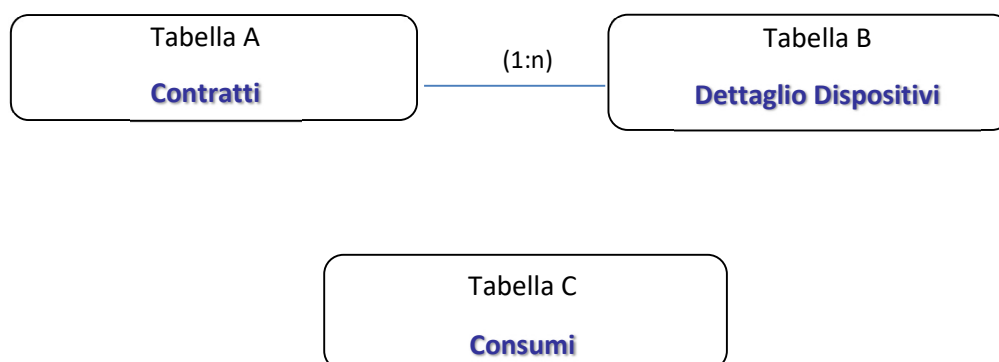 Tabella A
Contratti
(1:n)
Tabella B
Dettaglio Dispositivi
Tabella C
Consumi